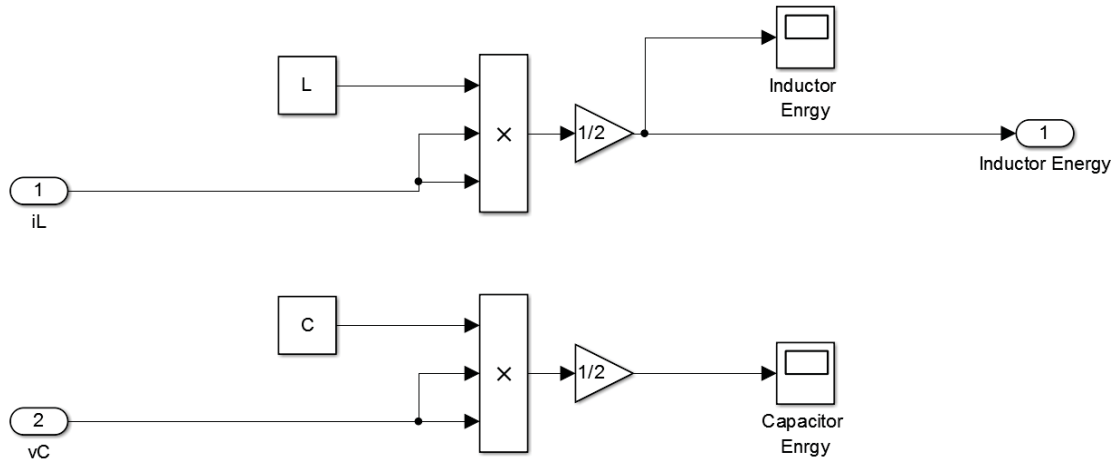 L
×
1/2
Inductor
Enrgy
1
Inductor Energy
1
iL
C
×
1/2
Capacitor
Enrgy
2
vC